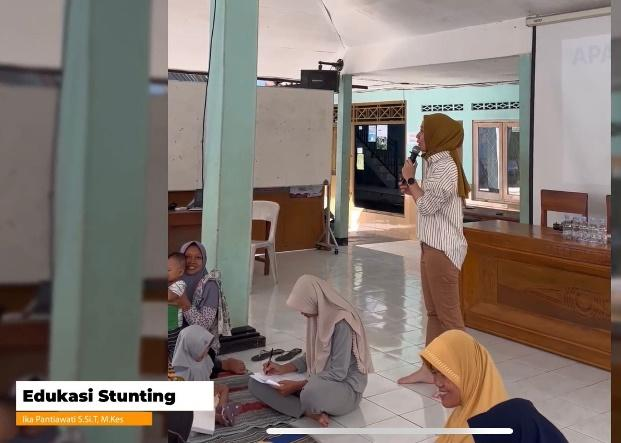 APA
Edukasi Stunting
Ika Pantiawati S.Si.T, M.Kes